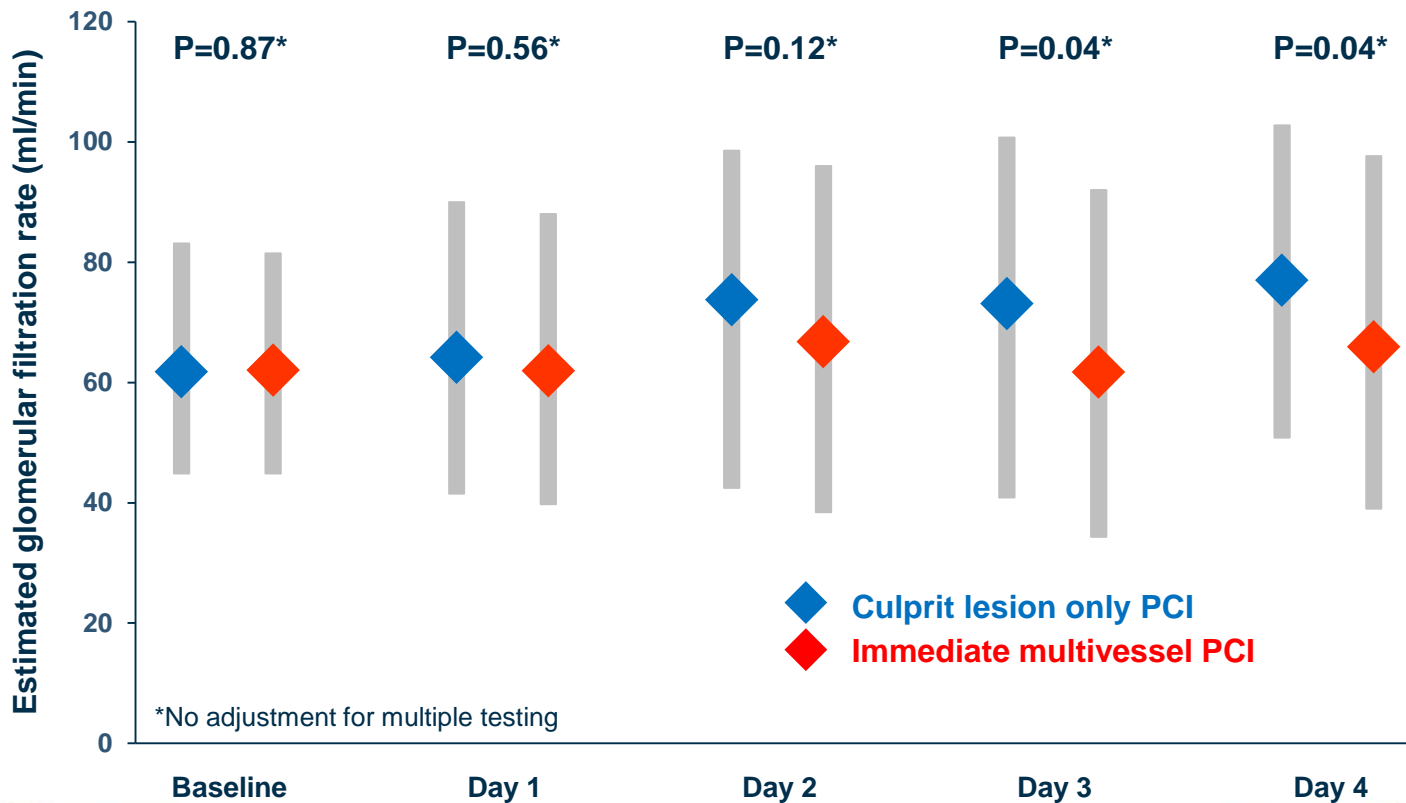 Estimated glomerular filtration rate (ml/min)
120
100
80
60
40
20
0
P=0.87*
P=0.56*
P=0.12*
P=0.04*
P=0.04*
Culprit lesion only PCI
Immediate multivessel PCI
*No adjustment for multiple testing
Baseline
Day 1
Day 2
Day 3
Day 4